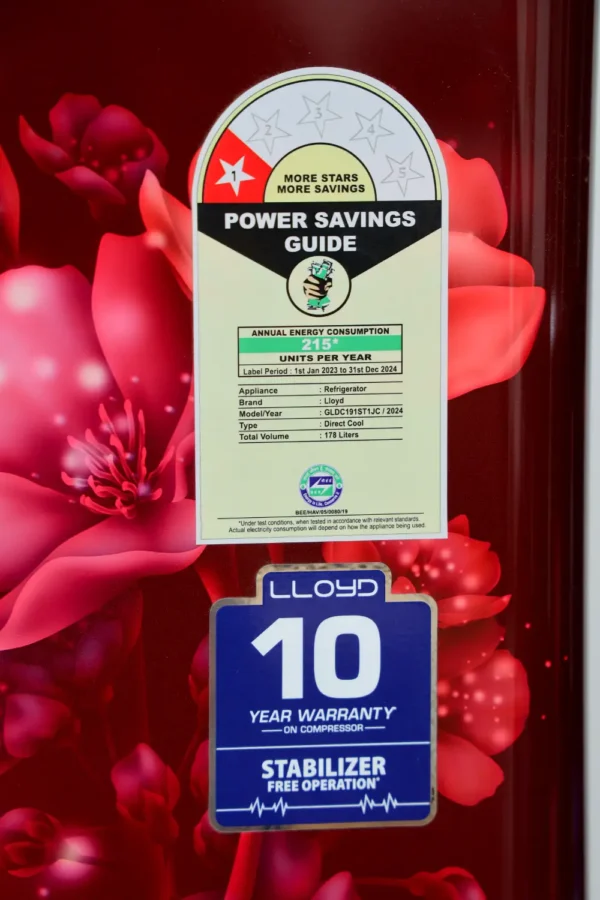 1
2
3
4
5
MORE STARS
MORE SAVINGS
POWER SAVINGS
GUIDE
ANNUAL ENERGY CONSUMPTION
215*
UNITS PER YEAR
Label Period : 1st Jan 2023 to 31st Dec 2024
Appliance : Refrigerator
Brand : Lloyd
Model/Year : GLDC191ST1JC / 2024
Type : Direct Cool
Total Volume : 178 Liters
BEE
*Under test conditions, when tested in accordance with relevant standards.
Actual electricity consumption will depend on how the appliance being used.
LLOYD
10
YEAR WARRANTY*
ON COMPRESSOR
STABILIZER
FREE OPERATION*